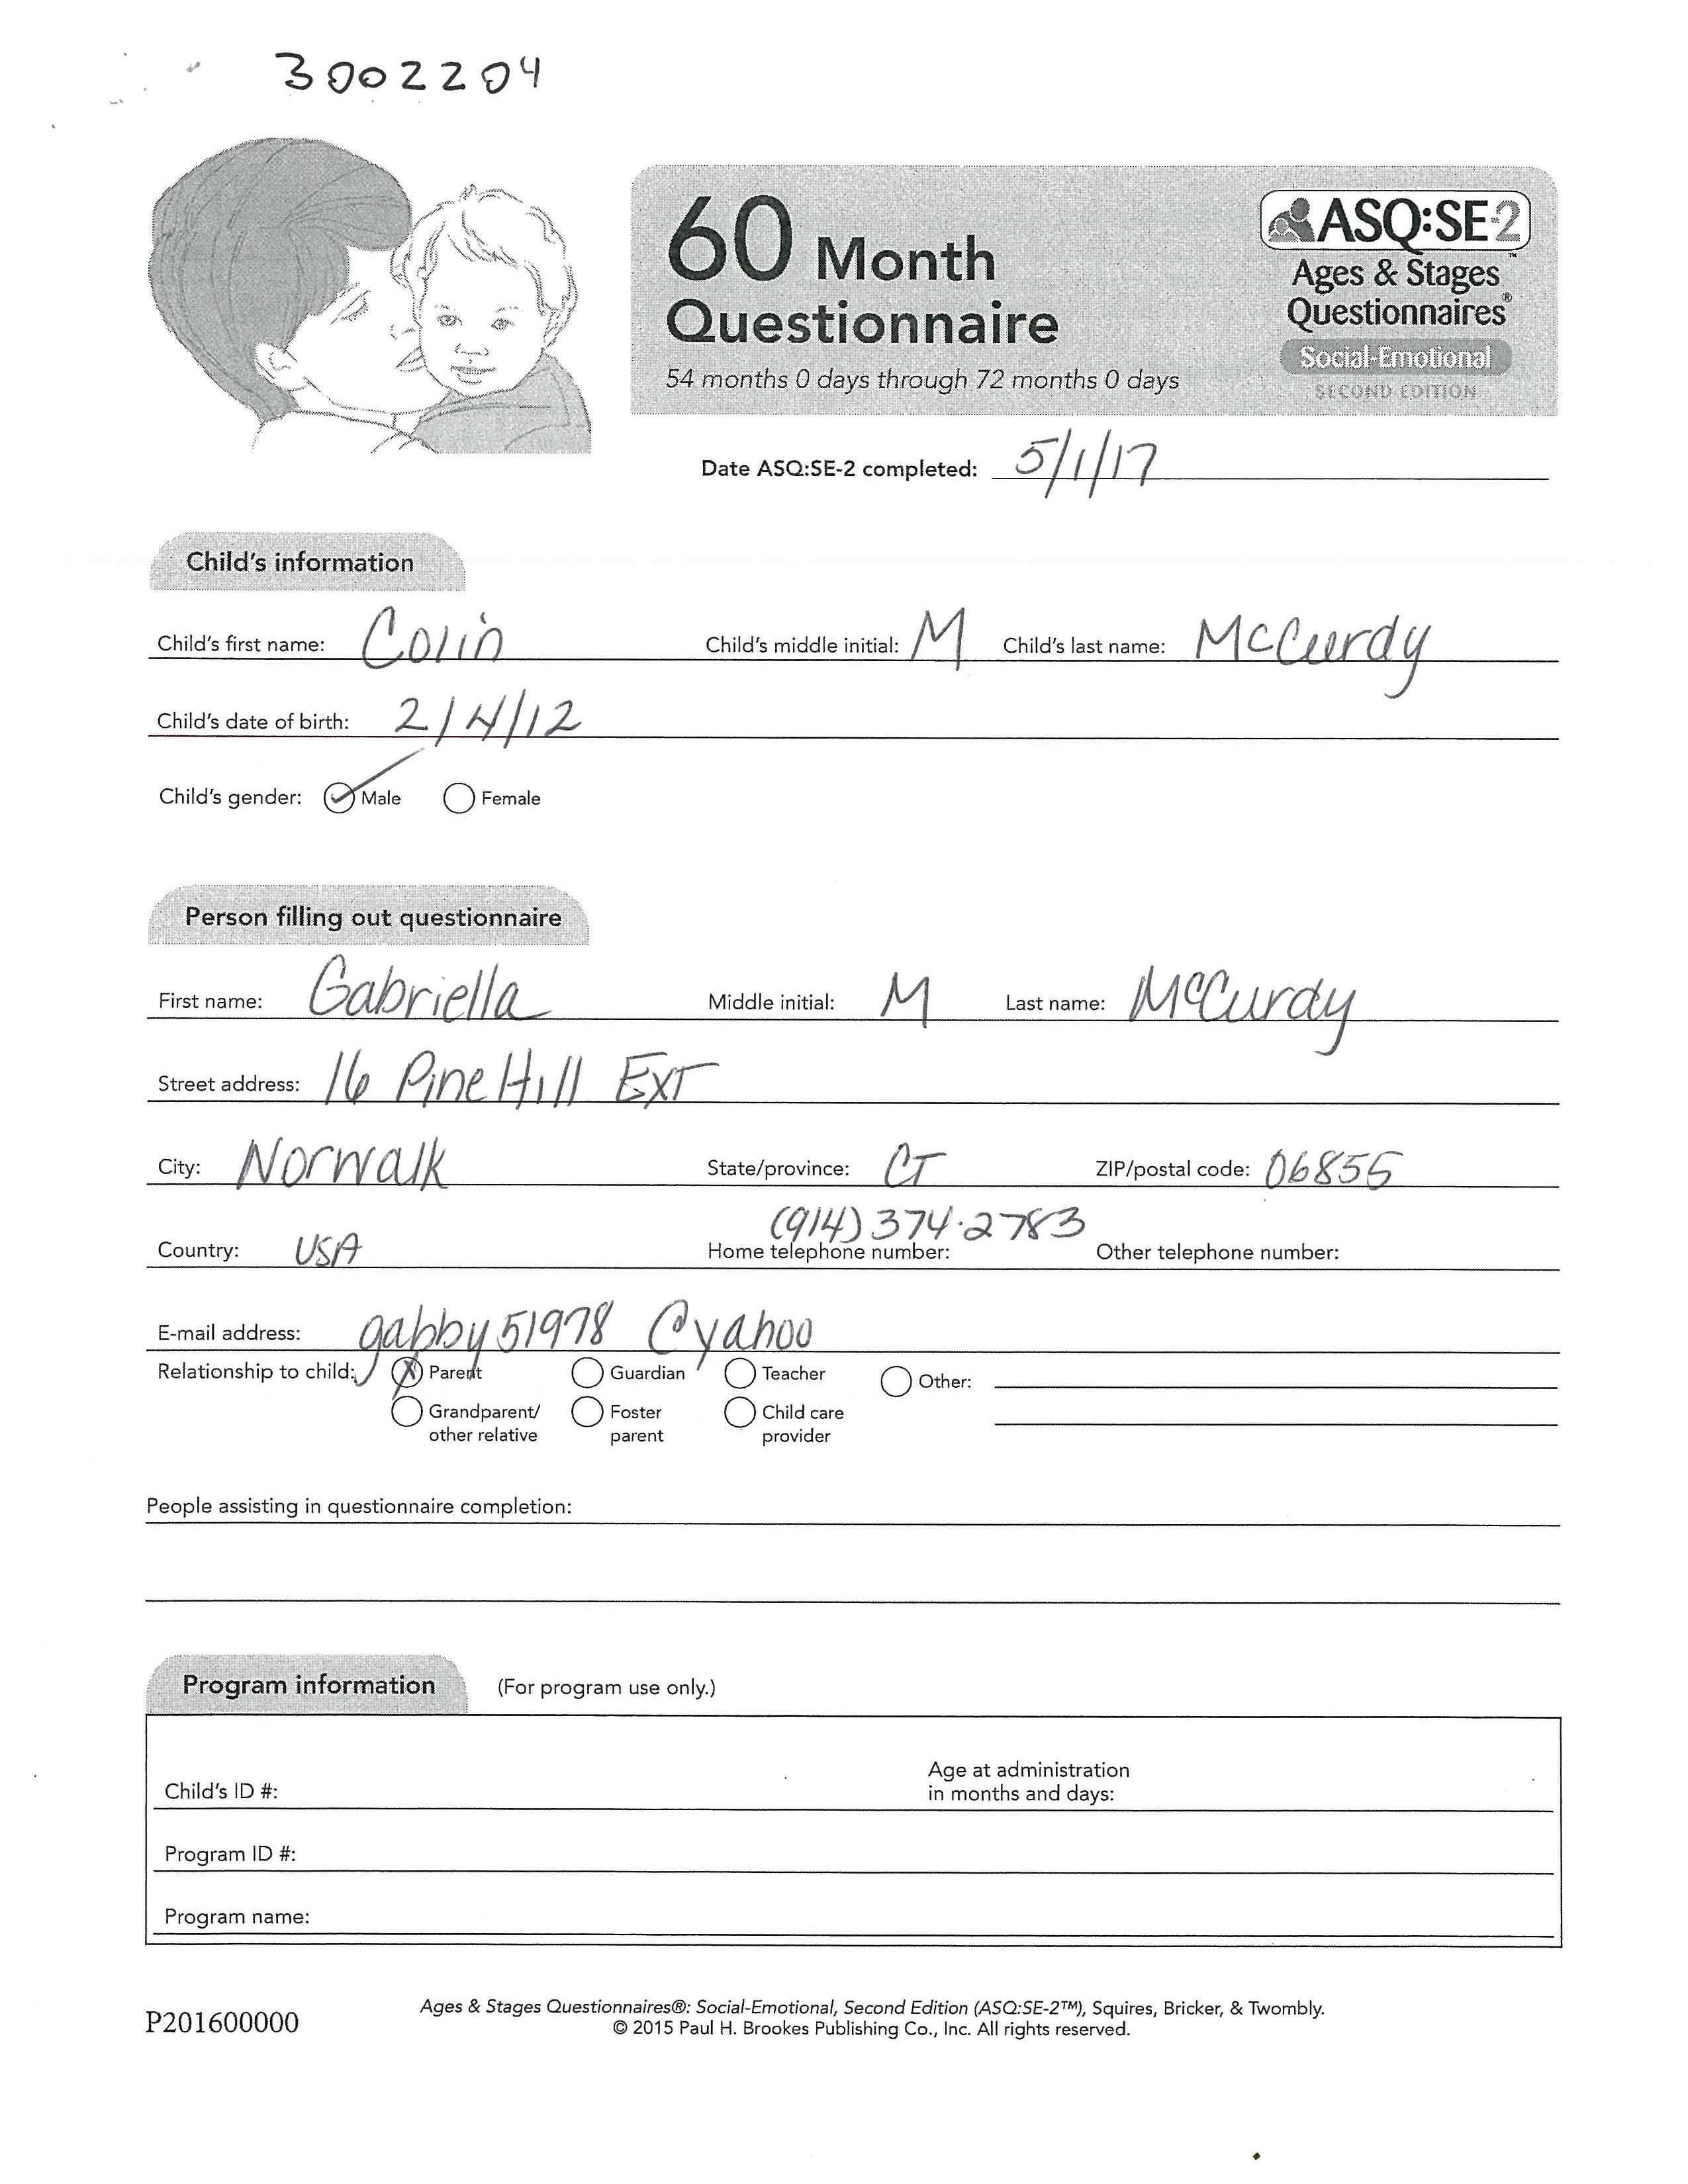 3002204
60 Month
Questionnaire
54 months 0 days through 72 months 0 days
ASQ:SE-2™
Ages & Stages
Questionnaires®
Social-Emotional
SECOND EDITION
Date ASQ:SE-2 completed: 5/1/17
Child's information
Child's first name: Colin Child's middle initial: M Child's last name: McCurdy
Child's date of birth: 2/4/12
Child's gender: Male Female
Person filling out questionnaire
First name: Gabriella Middle initial: M Last name: McCurdy
Street address: 16 Pine Hill EXT
City: Norwalk State/province: CT ZIP/postal code: 06855
(914) 374·2783
Country: USA Home telephone number: Other telephone number:
E-mail address: gabby51978 @yahoo
Relationship to child: Parent Guardian Teacher Other:
Grandparent/ Foster Child care
other relative parent provider
People assisting in questionnaire completion:
Program information (For program use only.)
Age at administration
Child's ID #: in months and days:
Program ID #:
Program name:
P201600000
Ages & Stages Questionnaires®: Social-Emotional, Second Edition (ASQ:SE-2™), Squires, Bricker, & Twombly.
© 2015 Paul H. Brookes Publishing Co., Inc. All rights reserved.